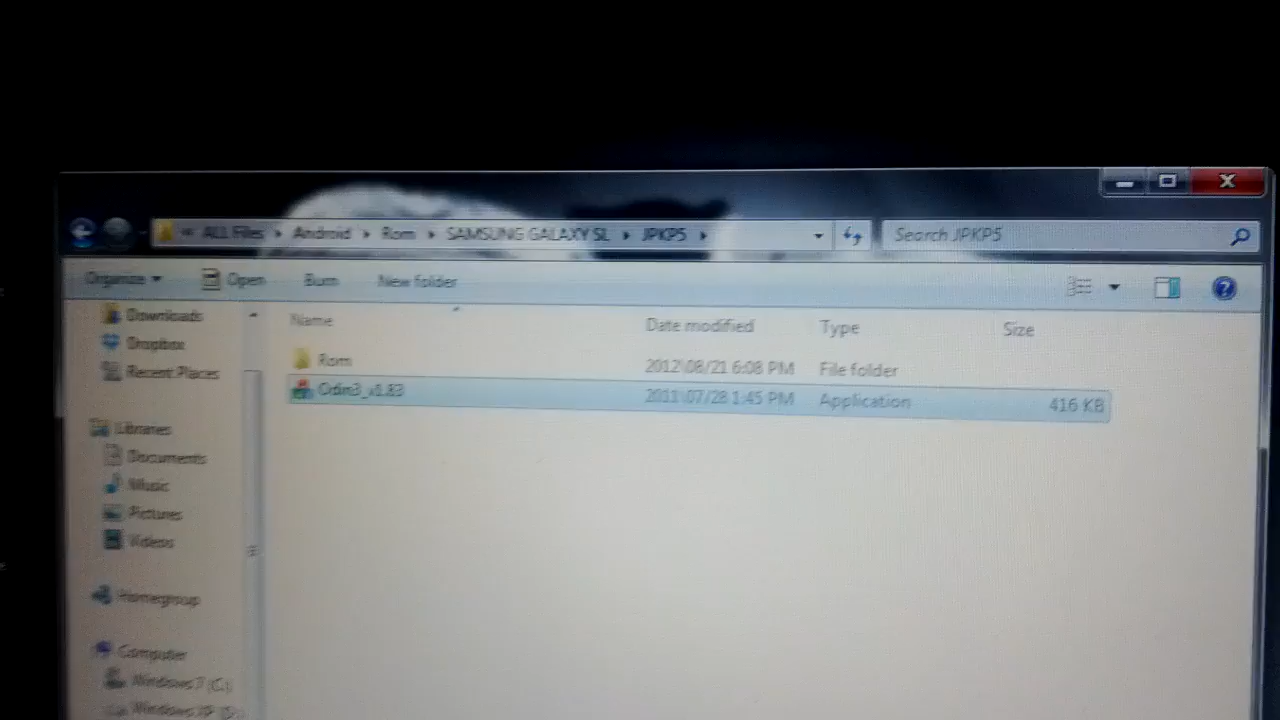 « ALL Files ▸ Android ▸ Rom ▸ SAMSUNG GALAXY SL ▸ JPKP5 ▸
Search JPKP5
Organize Open Burn New folder
Name Date modified Type Size
Rom 2012\08/21 6:08 PM File folder
Odin3_v1.83 2011\07/28 1:45 PM Application 416 KB
Downloads
Dropbox
Recent Places
Libraries
Documents
Music
Pictures
Videos
Homegroup
Computer
Windows 7 (C:)
Windows XP (D:)